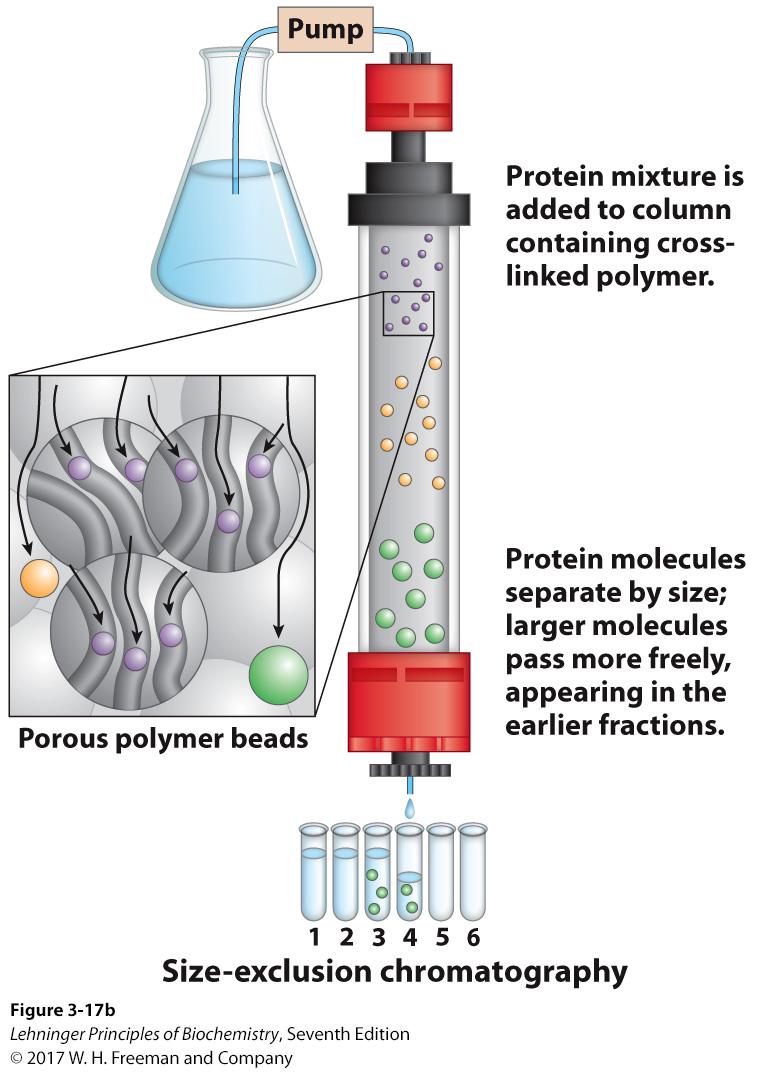 Pump
Protein mixture is
added to column
containing cross-
linked polymer.
Protein molecules
separate by size;
larger molecules
pass more freely,
appearing in the
earlier fractions.
Porous polymer beads
1 2 3 4 5 6
Size-exclusion chromatography
Figure 3-17b
Lehninger Principles of Biochemistry, Seventh Edition
© 2017 W. H. Freeman and Company